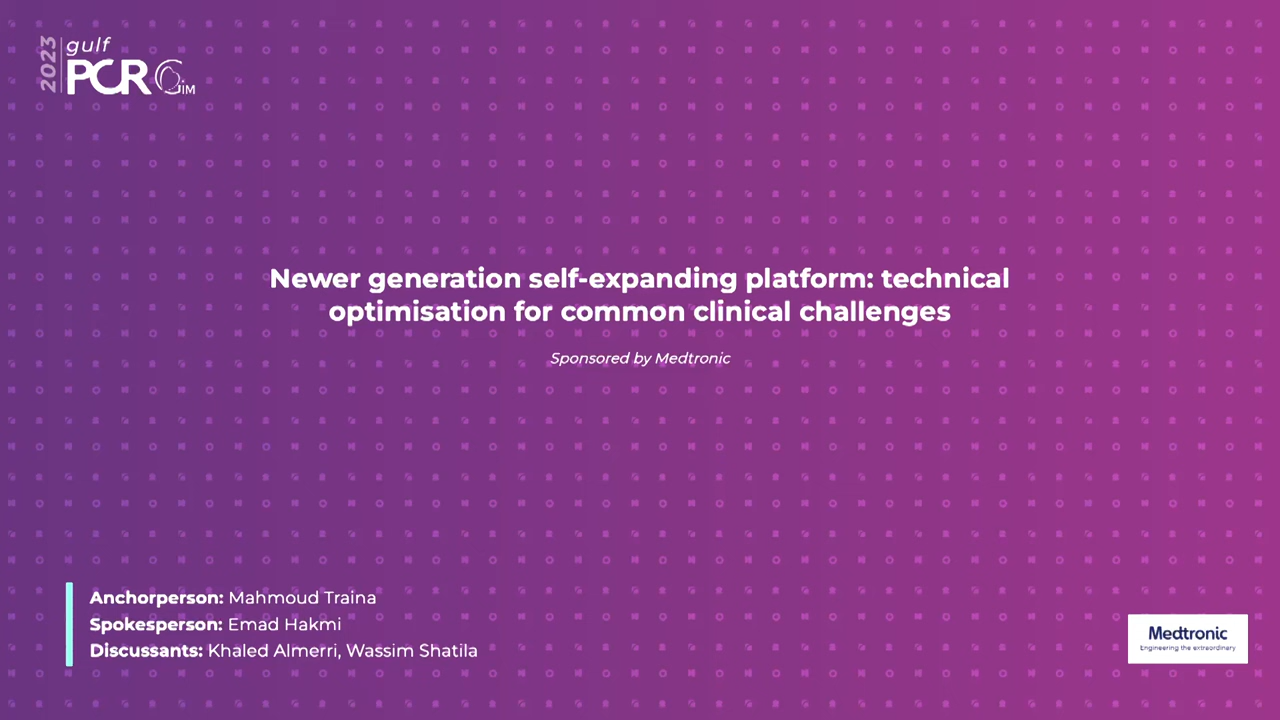 2023
gulf
PCR GIM
Newer generation self-expanding platform: technical
optimisation for common clinical challenges
Sponsored by Medtronic
Anchorperson: Mahmoud Traina
Spokesperson: Emad Hakmi
Discussants: Khaled Almerri, Wassim Shatila
Medtronic
Engineering the extraordinary